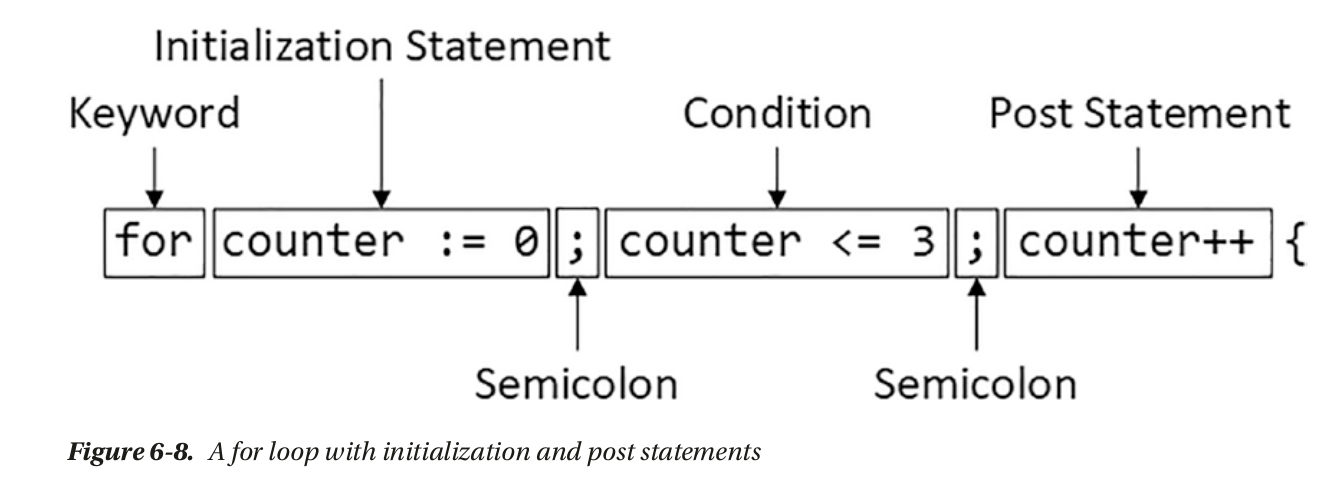 Initialization Statement
Keyword Condition Post Statement
for counter := 0 ; counter <= 3 ; counter++ {
Semicolon Semicolon
Figure 6-8. A for loop with initialization and post statements